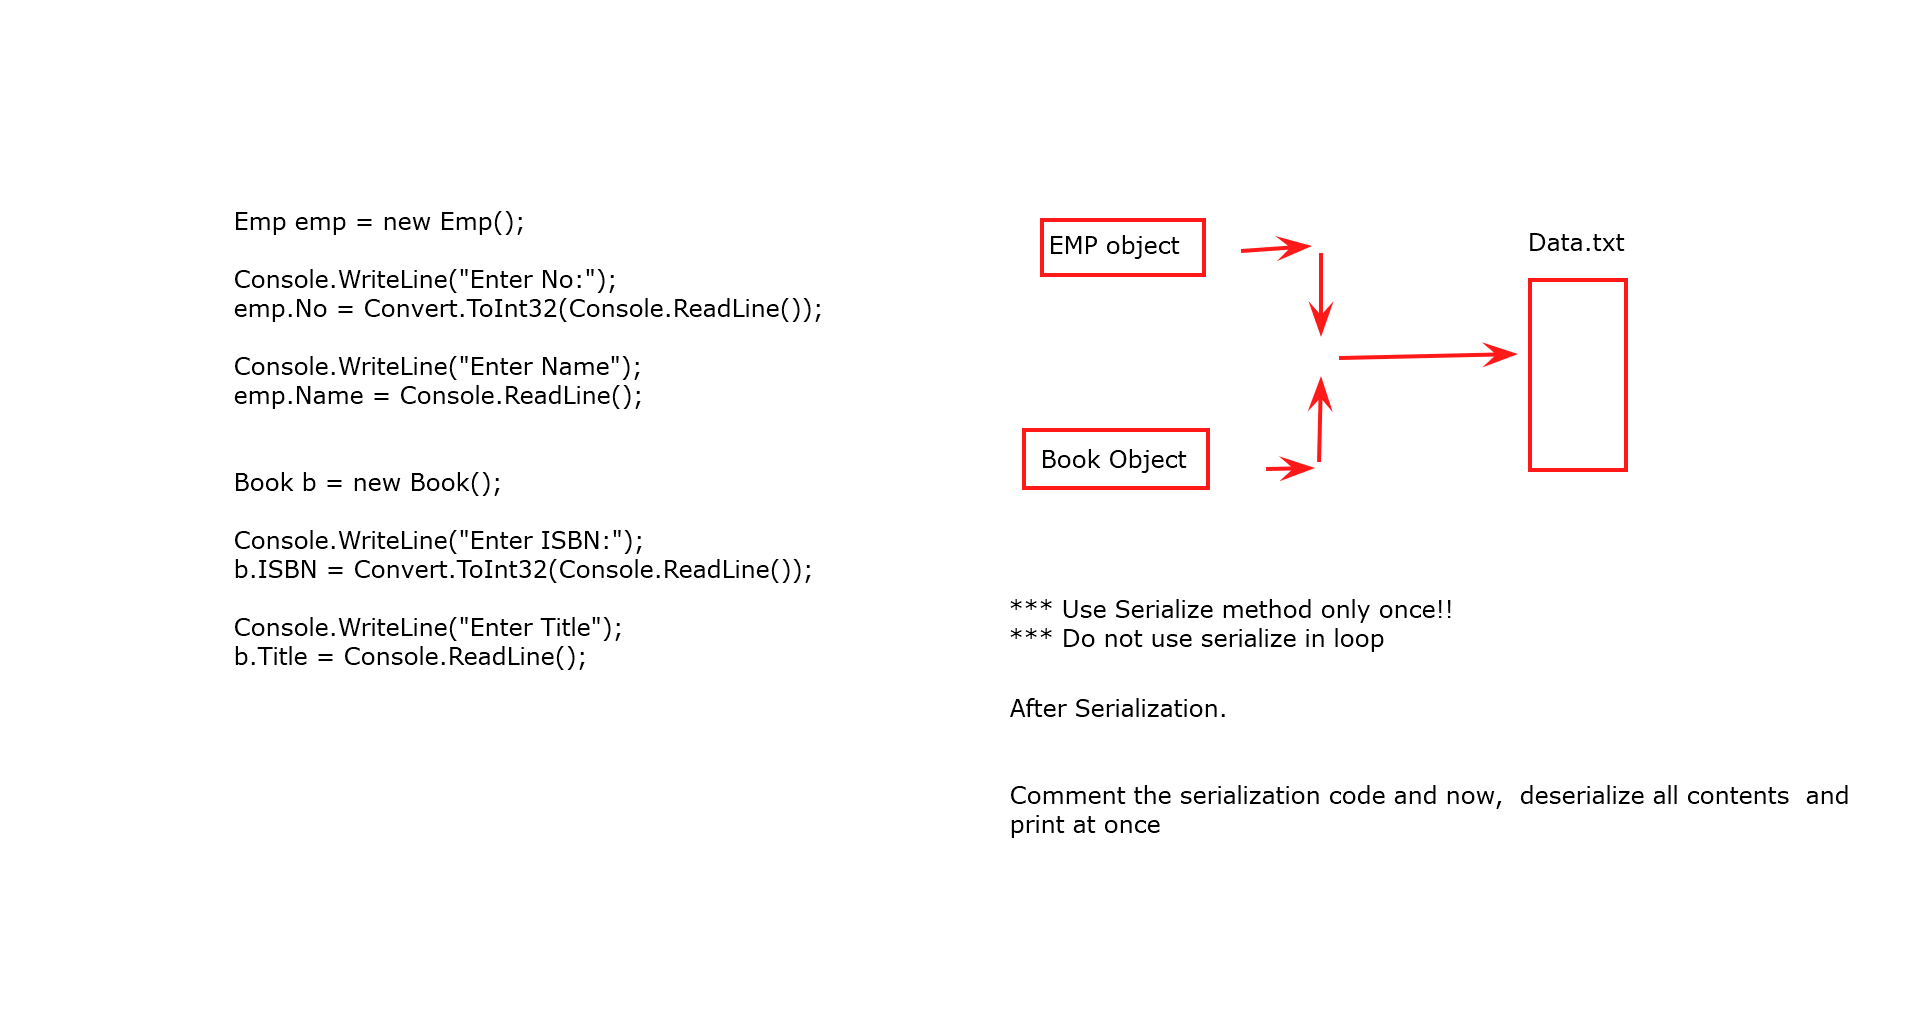 Emp emp = new Emp();
Console.WriteLine("Enter No:");
emp.No = Convert.ToInt32(Console.ReadLine());
Console.WriteLine("Enter Name");
emp.Name = Console.ReadLine();
Book b = new Book();
Console.WriteLine("Enter ISBN:");
b.ISBN = Convert.ToInt32(Console.ReadLine());
Console.WriteLine("Enter Title");
b.Title = Console.ReadLine();
EMP object
Data.txt
Book Object
*** Use Serialize method only once!!
*** Do not use serialize in loop
After Serialization.
Comment the serialization code and now,  deserialize all contents  and
print at once